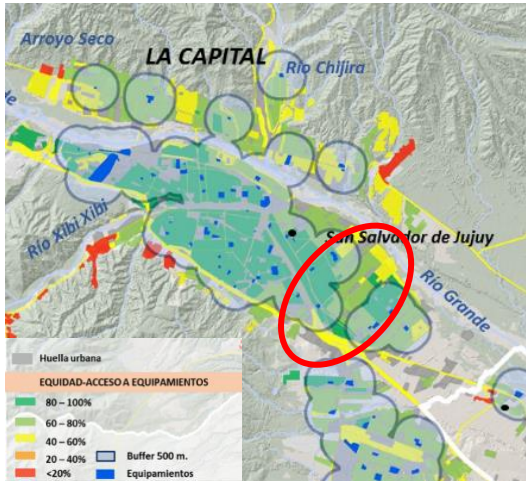 Arroyo Seco
LA CAPITAL
Río Chijira
de
Río Xibi Xibi
San Salvador de Jujuy
Río Grande
Huella urbana
EQUIDAD-ACCESO A EQUIPAMIENTOS
80 – 100%
60 – 80%
40 – 60%
20 – 40%
Buffer 500 m.
<20%
Equipamientos